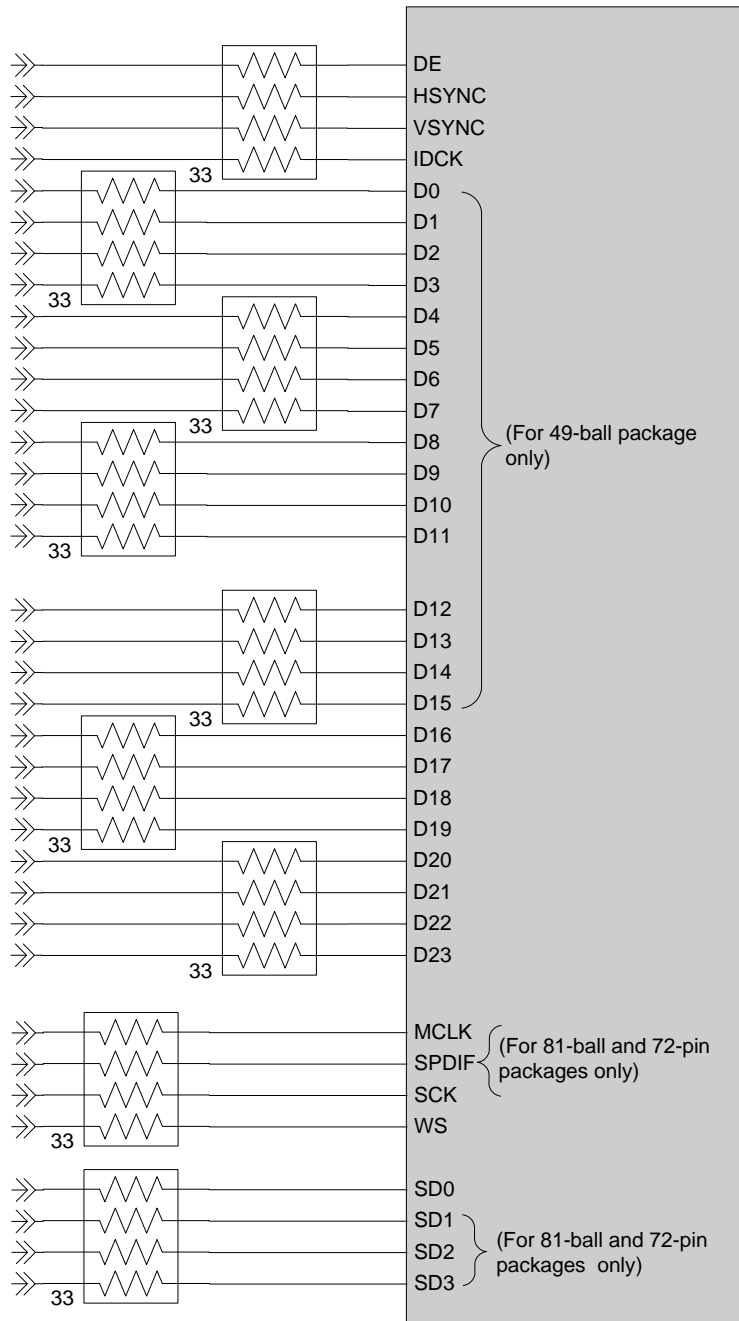 DE
HSYNC
VSYNC
IDCK
33
D0
D1
D2
D3
33
D4
D5
D6
D7
33
D8
D9
D10
D11
33
(For 49-ball package
only)
D12
D13
D14
D15
33
D16
D17
D18
D19
33
D20
D21
D22
D23
33
MCLK
SPDIF
SCK
WS
33
(For 81-ball and 72-pin
packages only)
SD0
SD1
SD2
SD3
33
(For 81-ball and 72-pin
packages only)